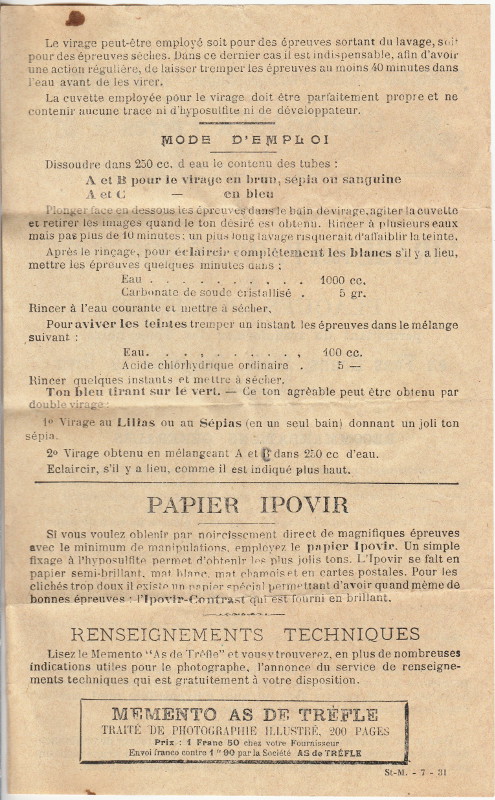 Le virage peut-être employé soit pour des épreuves sortant du lavage, soit
pour des épreuves sèches. Dans ce dernier cas il est indispensable, afin d'avoir
une action régulière, de laisser tremper les épreuves au moins 40 minutes dans
l'eau avant de les virer.
La cuvette employée pour le virage doit être parfaitement propre et ne
contenir aucune trace ni d'hyposulfite ni de développateur.
MODE D'EMPLOI
Dissoudre dans 250 cc. d eau le contenu des tubes :
A et B pour le virage en brun, sépia ou sanguine
A et C — en bleu
Plonger face en dessous les épreuves dans le bain de virage, agiter la cuvette
et retirer les images quand le ton désiré est obtenu. Rincer à plusieurs eaux
mais pas plus de 10 minutes : un plus long lavage risquerait d'affaiblir la teinte.
Après le rinçage, pour éclaircir complètement les blancs s'il y a lieu,
mettre les épreuves quelques minutes dans :
Eau . . . . . . . . . . 1000 cc.
Carbonate de soude cristallisé . 5 gr.
Rincer à l'eau courante et mettre à sécher.
Pour aviver les teintes tremper un instant les épreuves dans le mélange
suivant :
Eau. . . . . . . . . . 100 cc.
Acide chlorhydrique ordinaire . 5 —
Rincer quelques instants et mettre à sécher.
Ton bleu tirant sur le vert. — Ce ton agréable peut être obtenu par
double virage :
1º Virage au Lilias ou au Sépias (en un seul bain) donnant un joli ton
sépia.
2º Virage obtenu en mélangeant A et C dans 250 cc d'eau.
Eclaircir, s'il y a lieu, comme il est indiqué plus haut.
PAPIER IPOVIR
Si vous voulez obtenir par noircissement direct de magnifiques épreuves
avec le minimum de manipulations, employez le papier Ipovir. Un simple
fixage à l'hyposulfite permet d'obtenir les plus jolis tons. L'Ipovir se fait en
papier semi-brillant, mat blanc, mat chamois et en cartes postales. Pour les
clichés trop doux il existe un papier spécial permettant d'avoir quand même de
bonnes épreuves : l'Ipovir-Contrast qui est fourni en brillant.
RENSEIGNEMENTS TECHNIQUES
Lisez le Memento "As de Trèfle" et vous y trouverez, en plus de nombreuses
indications utiles pour le photographe, l'annonce du service de renseigne-
ments techniques qui est gratuitement à votre disposition.
MEMENTO AS DE TRÈFLE
TRAITÉ DE PHOTOGRAPHIE ILLUSTRÉ, 200 PAGES
Prix : 1 Franc 50 chez votre Fournisseur
Envoi franco contre 1 fr 90 par la Société AS de TRÈFLE
St-M. - 7 - 31